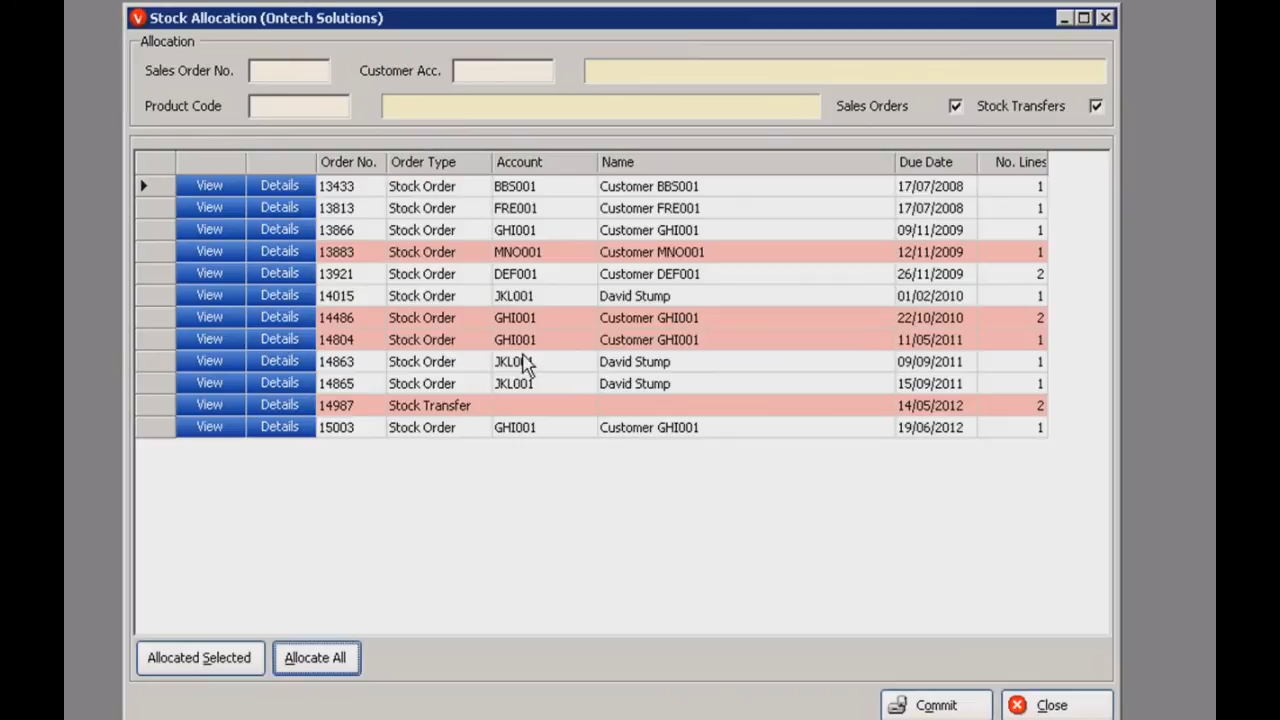 Stock Allocation (Ontech Solutions)
Allocation
Sales Order No. Customer Acc.
Product Code Sales Orders Stock Transfers
Order No. Order Type Account Name Due Date No. Lines
View Details 13433 Stock Order BBS001 Customer BBS001 17/07/2008 1
View Details 13813 Stock Order FRE001 Customer FRE001 17/07/2008 1
View Details 13866 Stock Order GHI001 Customer GHI001 09/11/2009 1
View Details 13883 Stock Order MNO001 Customer MNO001 12/11/2009 1
View Details 13921 Stock Order DEF001 Customer DEF001 26/11/2009 2
View Details 14015 Stock Order JKL001 David Stump 01/02/2010 1
View Details 14486 Stock Order GHI001 Customer GHI001 22/10/2010 2
View Details 14804 Stock Order GHI001 Customer GHI001 11/05/2011 1
View Details 14863 Stock Order JKL001 David Stump 09/09/2011 1
View Details 14865 Stock Order JKL001 David Stump 15/09/2011 1
View Details 14987 Stock Transfer 14/05/2012 2
View Details 15003 Stock Order GHI001 Customer GHI001 19/06/2012 1
Allocated Selected Allocate All
Commit Close